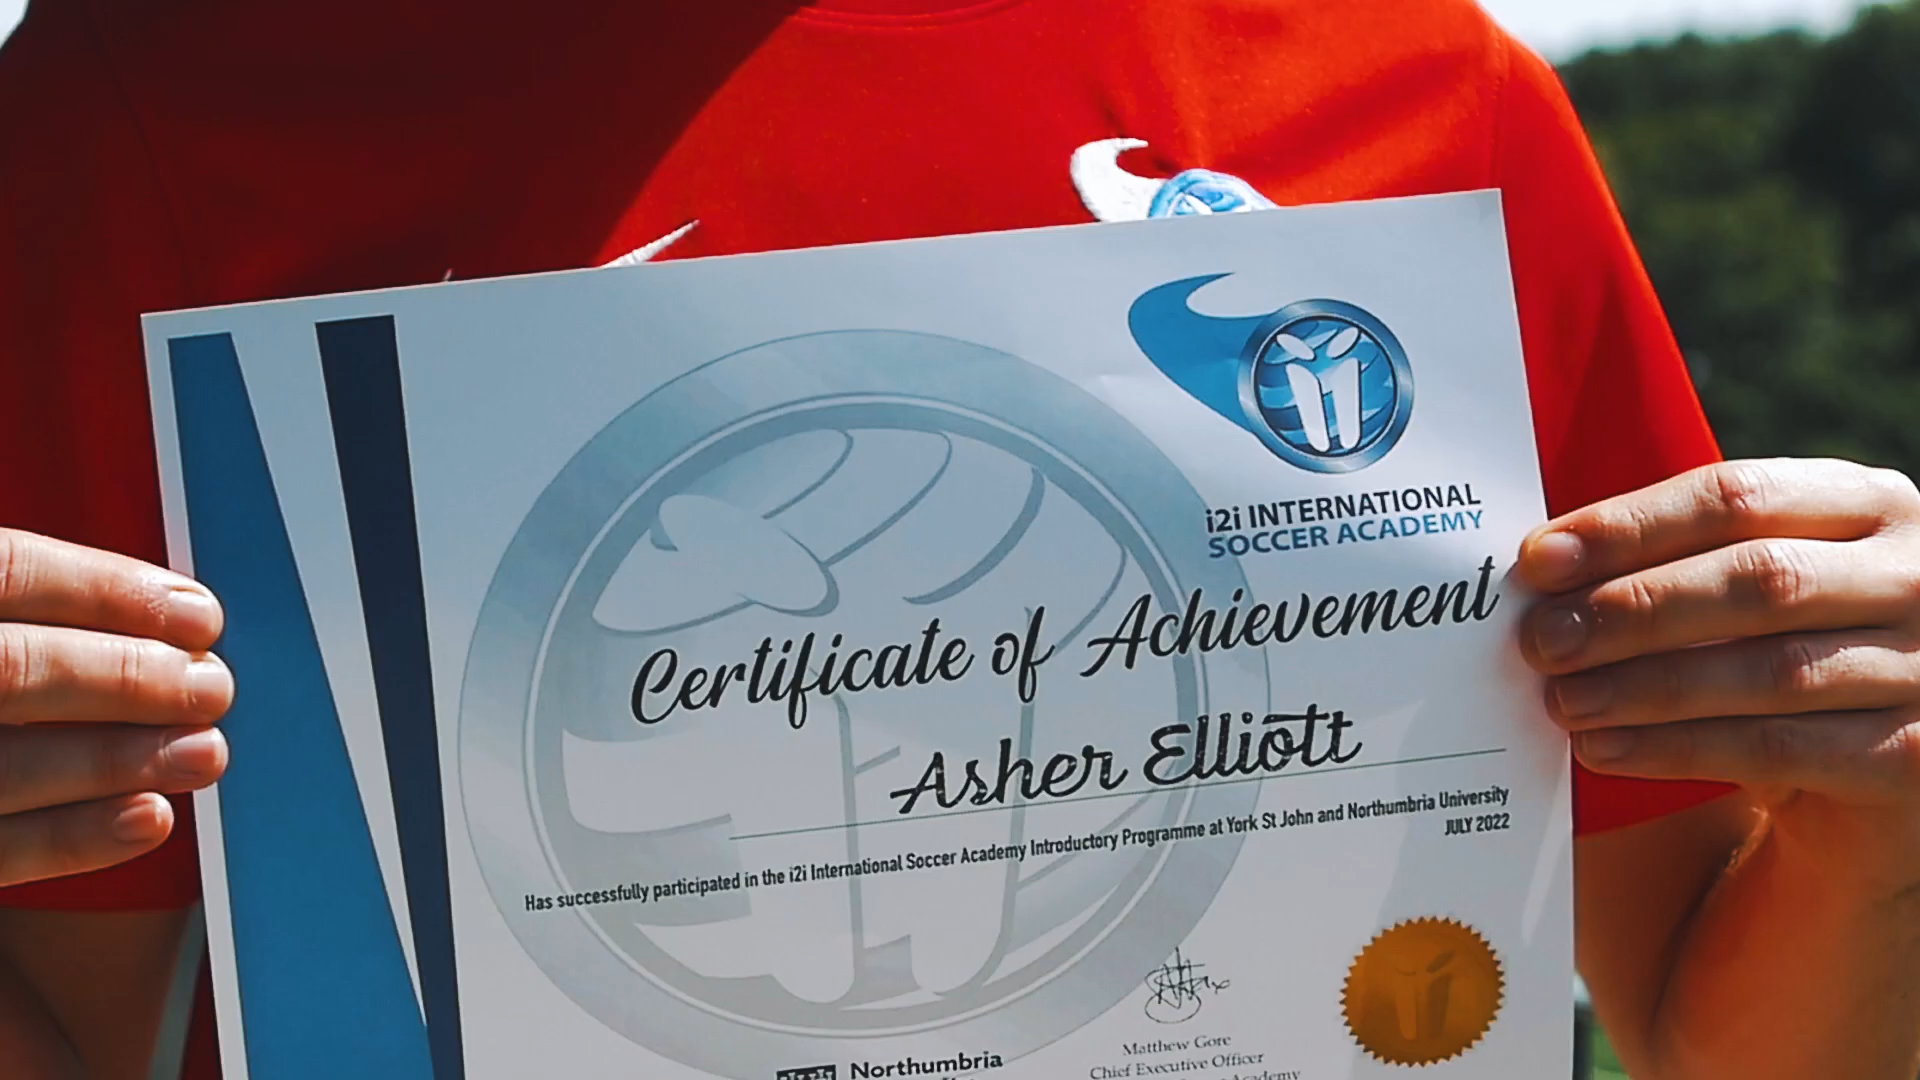 i2i INTERNATIONAL
SOCCER ACADEMY
Certificate of Achievement
Asher Elliott
Has successfully participated in the i2i International Soccer Academy Introductory Programme at York St John and Northumbria University
JULY 2022
Matthew Gore
Chief Executive Officer
Academy
Northumbria